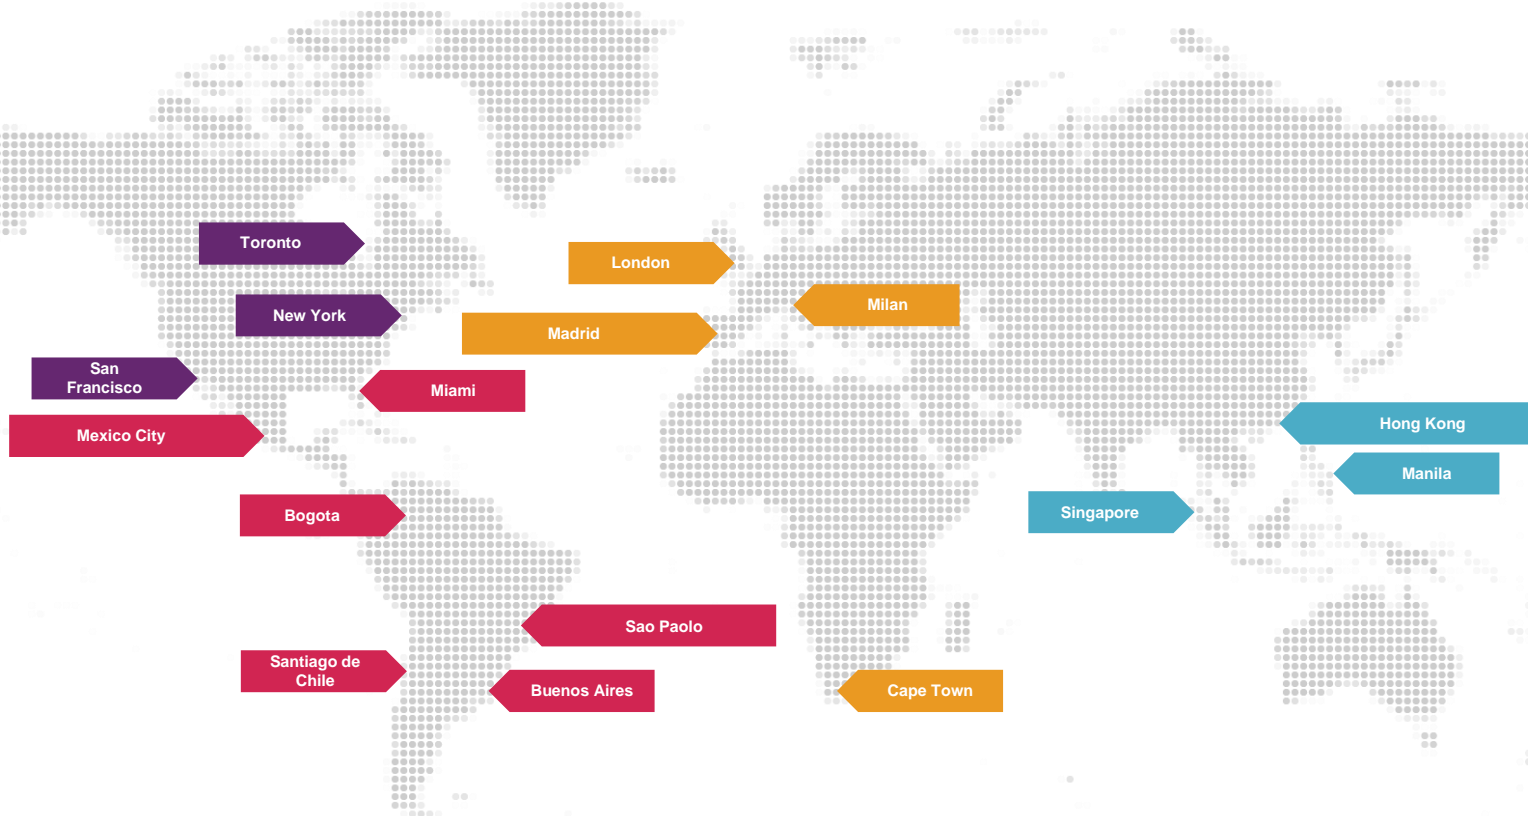 Toronto
London
Milan
New York
Madrid
San
Francisco
Miami
Mexico City
Hong Kong
Manila
Bogota
Singapore
Sao Paolo
Santiago de
Chile
Buenos Aires
Cape Town